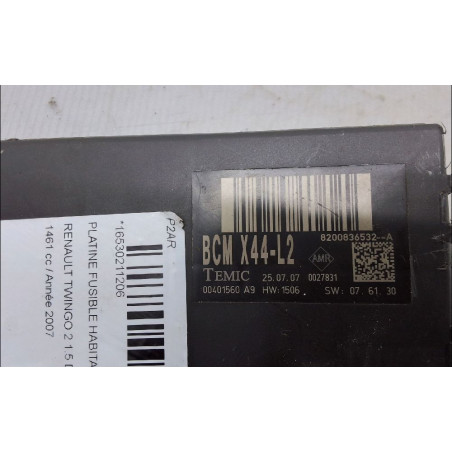 8200836532--A
BCM X44-L2
AMR
TEMIC 25.07.07 0027831
00401560 A9 HW:1506 SW: 07.61.30
P2AR
*16530211206
PLATINE FUSIBLE HABITA
RENAULT TWINGO 2 1.5 D
1461 cc / Année 2007